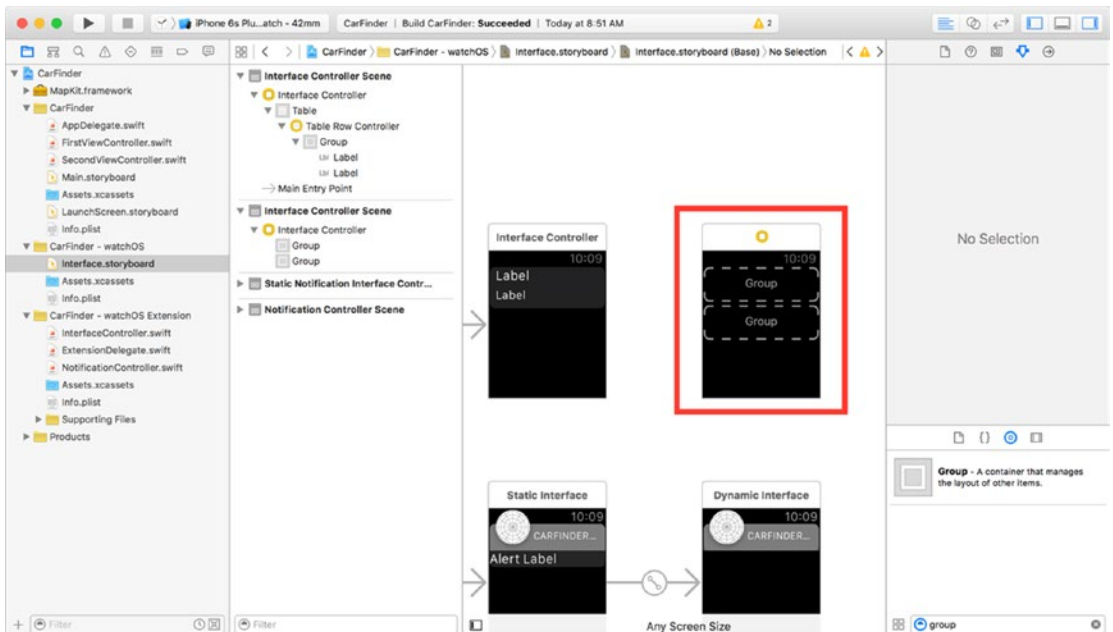 iPhone 6s Plu...atch - 42mm
CarFinder | Build CarFinder: Succeeded | Today at 8:51 AM
2
CarFinder
CarFinder - watchOS
Interface.storyboard
Interface.storyboard (Base)
No Selection
CarFinder
MapKit.framework
CarFinder
AppDelegate.swift
FirstViewController.swift
SecondViewController.swift
Main.storyboard
Assets.xcassets
LaunchScreen.storyboard
Info.plist
CarFinder - watchOS
Interface.storyboard
Assets.xcassets
Info.plist
CarFinder - watchOS Extension
InterfaceController.swift
ExtensionDelegate.swift
NotificationController.swift
Assets.xcassets
Info.plist
Supporting Files
Products
Filter
Interface Controller Scene
Interface Controller
Table
Table Row Controller
Group
Lbl Label
Lbl Label
Main Entry Point
Interface Controller Scene
Interface Controller
Group
Group
Static Notification Interface Contr...
Notification Controller Scene
Filter
Interface Controller
10:09
Label
Label
10:09
Group
Group
Static Interface
10:09
CARFINDER...
Alert Label
Dynamic Interface
10:09
CARFINDER...
Any Screen Size
No Selection
{}
Group - A container that manages
the layout of other items.
group